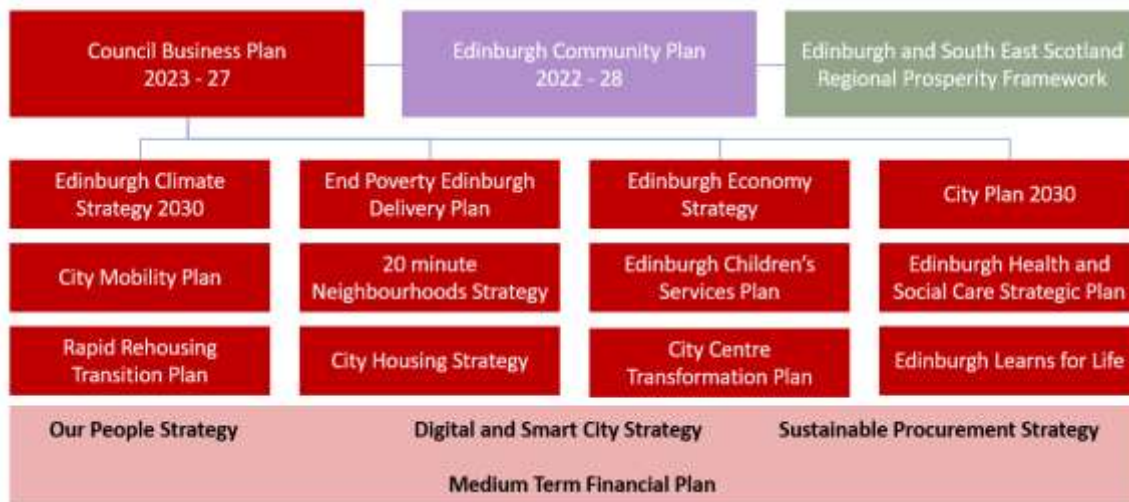 Council Business Plan
2023 - 27
Edinburgh Community Plan
2022 - 28
Edinburgh and South East Scotland
Regional Prosperity Framework
Edinburgh Climate
Strategy 2030
End Poverty Edinburgh
Delivery Plan
Edinburgh Economy
Strategy
City Plan 2030
City Mobility Plan
20 minute
Neighbourhoods Strategy
Edinburgh Children's
Services Plan
Edinburgh Health and
Social Care Strategic Plan
Rapid Rehousing
Transition Plan
City Housing Strategy
City Centre
Transformation Plan
Edinburgh Learns for Life
Our People Strategy
Digital and Smart City Strategy
Sustainable Procurement Strategy
Medium Term Financial Plan